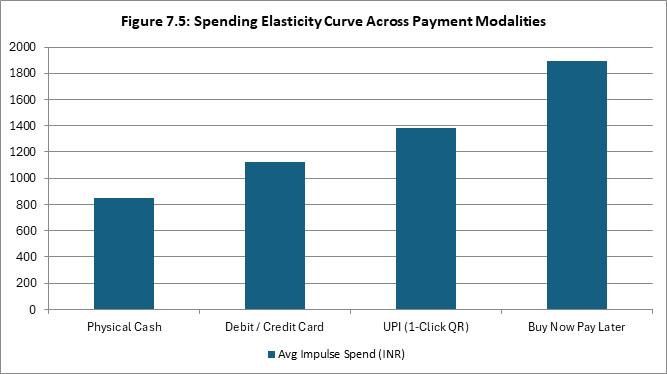 Figure 7.5: Spending Elasticity Curve Across Payment Modalities
2000
1800
1600
1400
1200
1000
800
600
400
200
0
Physical Cash
Debit / Credit Card
UPI (1-Click QR)
Buy Now Pay Later
Avg Impulse Spend (INR)